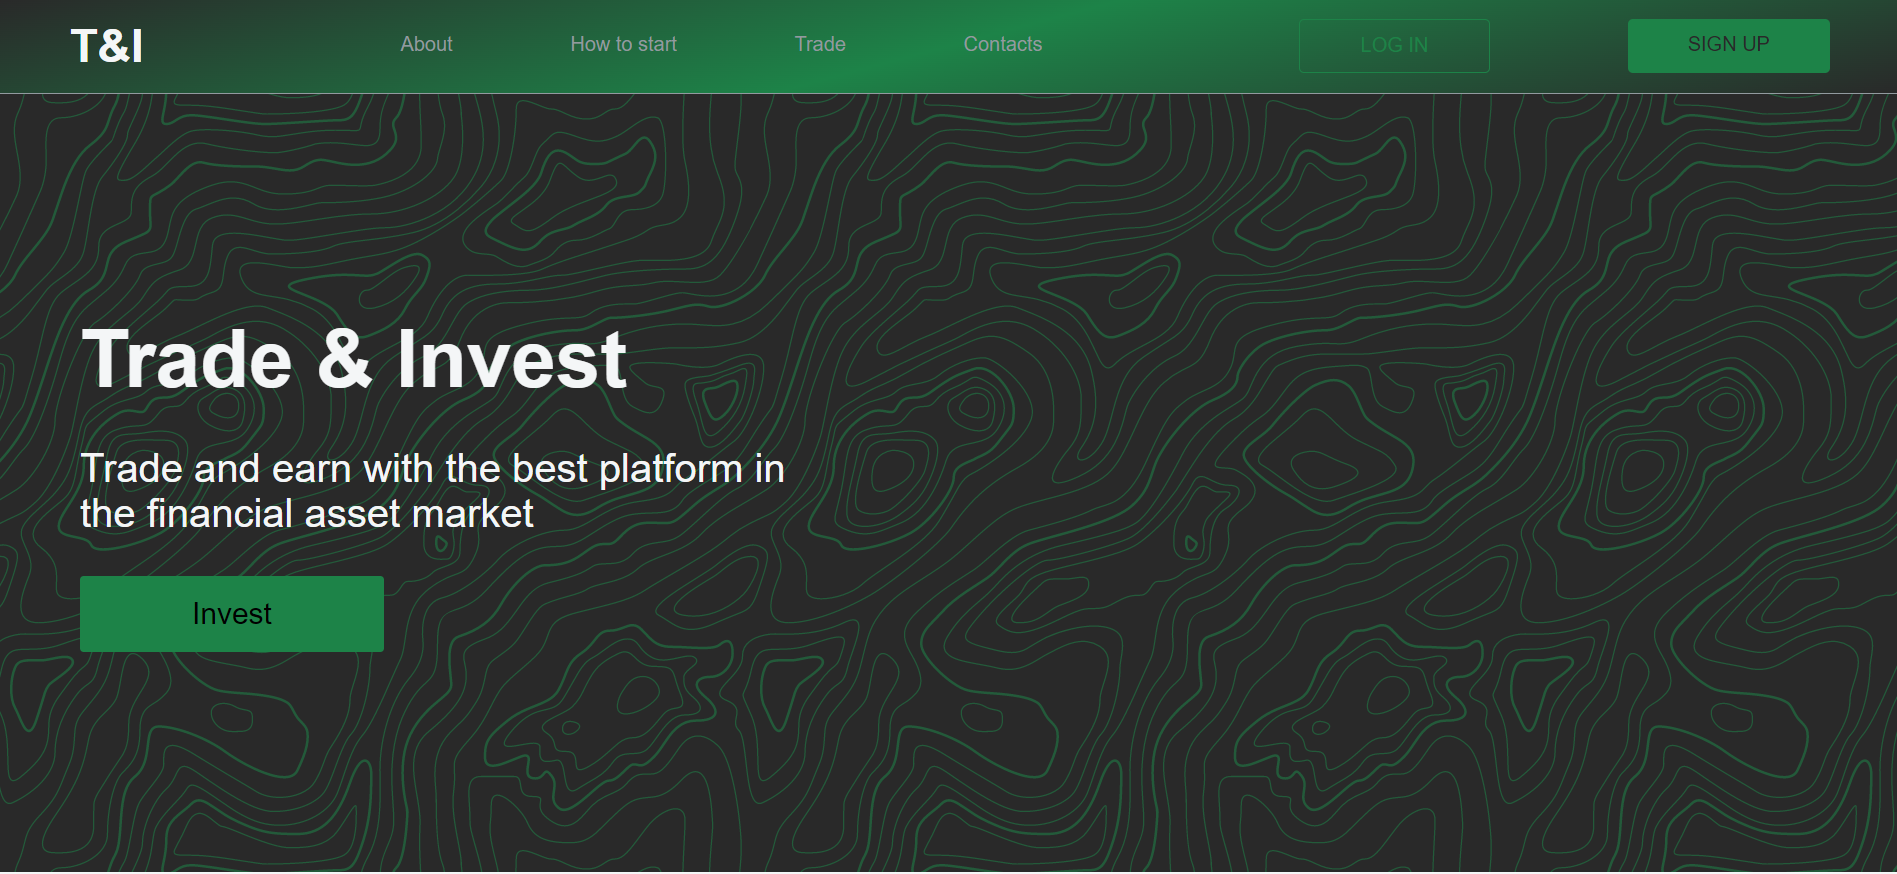 T&I
About
How to start
Trade
Contacts
LOG IN
SIGN UP
Trade & Invest
Trade and earn with the best platform in
the financial asset market
Invest